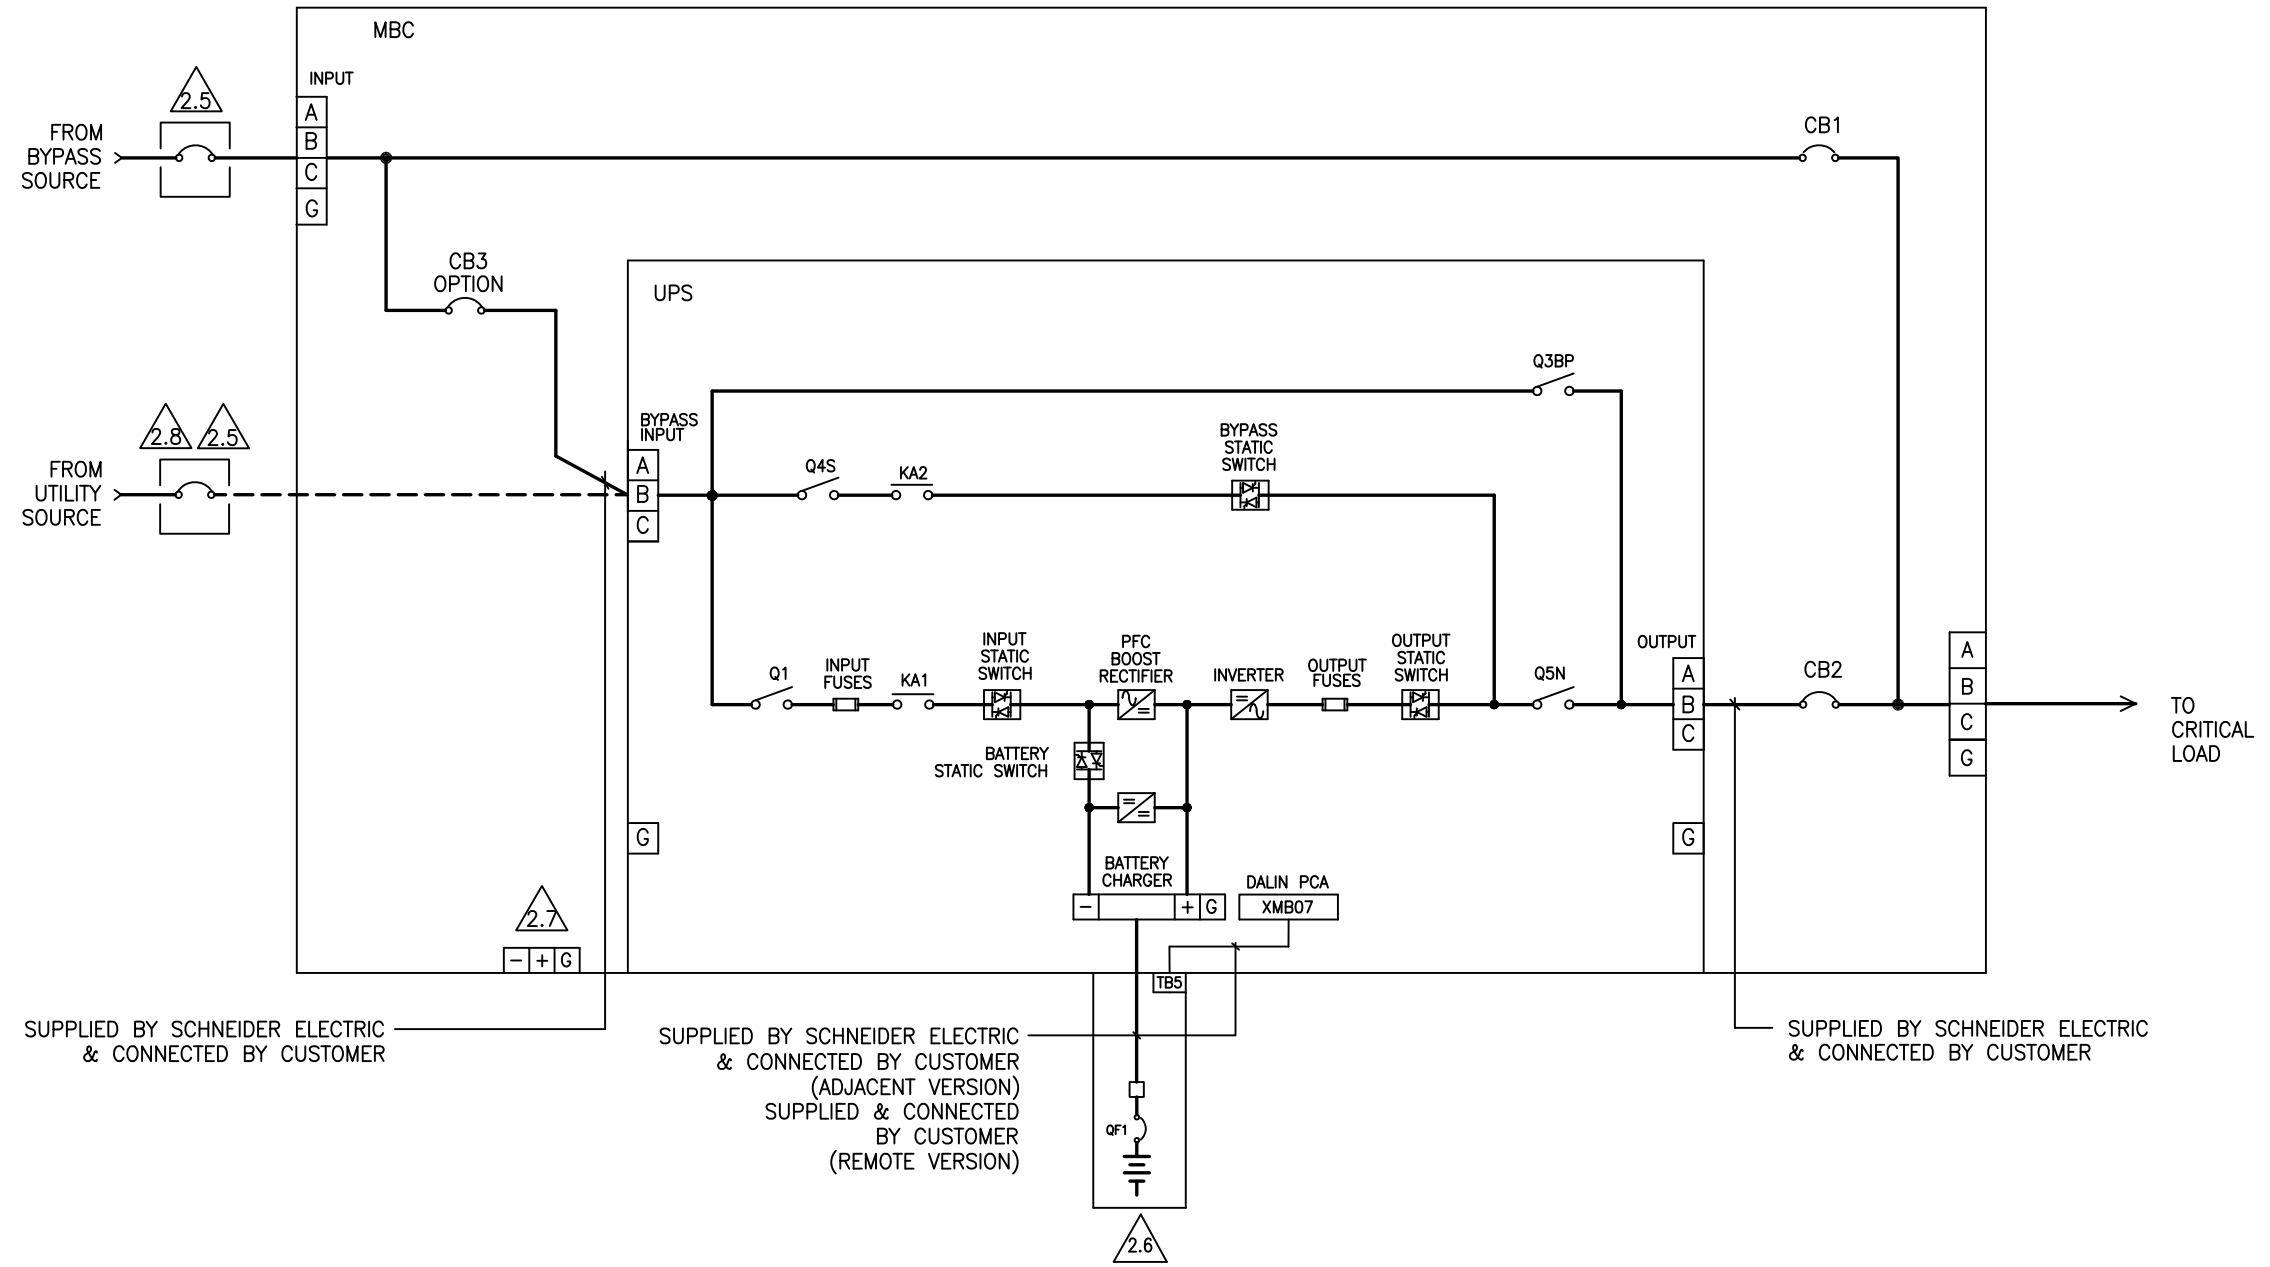 MBC
INPUT
2.5
A
B
C
G
FROM
BYPASS
SOURCE
CB1
CB3
OPTION
UPS
Q3BP
2.8
2.5
FROM
UTILITY
SOURCE
BYPASS
INPUT
A
B
C
Q4S
KA2
BYPASS
STATIC
SWITCH
Q1
INPUT
FUSES
KA1
INPUT
STATIC
SWITCH
PFC
BOOST
RECTIFIER
INVERTER
OUTPUT
FUSES
OUTPUT
STATIC
SWITCH
Q5N
OUTPUT
A
B
C
CB2
A
B
C
G
TO
CRITICAL
LOAD
BATTERY
STATIC SWITCH
G
G
BATTERY
CHARGER
- + G
DALIN PCA
XMB07
2.7
- + G
TB5
SUPPLIED BY SCHNEIDER ELECTRIC
& CONNECTED BY CUSTOMER
SUPPLIED BY SCHNEIDER ELECTRIC
& CONNECTED BY CUSTOMER
(ADJACENT VERSION)
SUPPLIED & CONNECTED
BY CUSTOMER
(REMOTE VERSION)
SUPPLIED BY SCHNEIDER ELECTRIC
& CONNECTED BY CUSTOMER
QF1
2.6